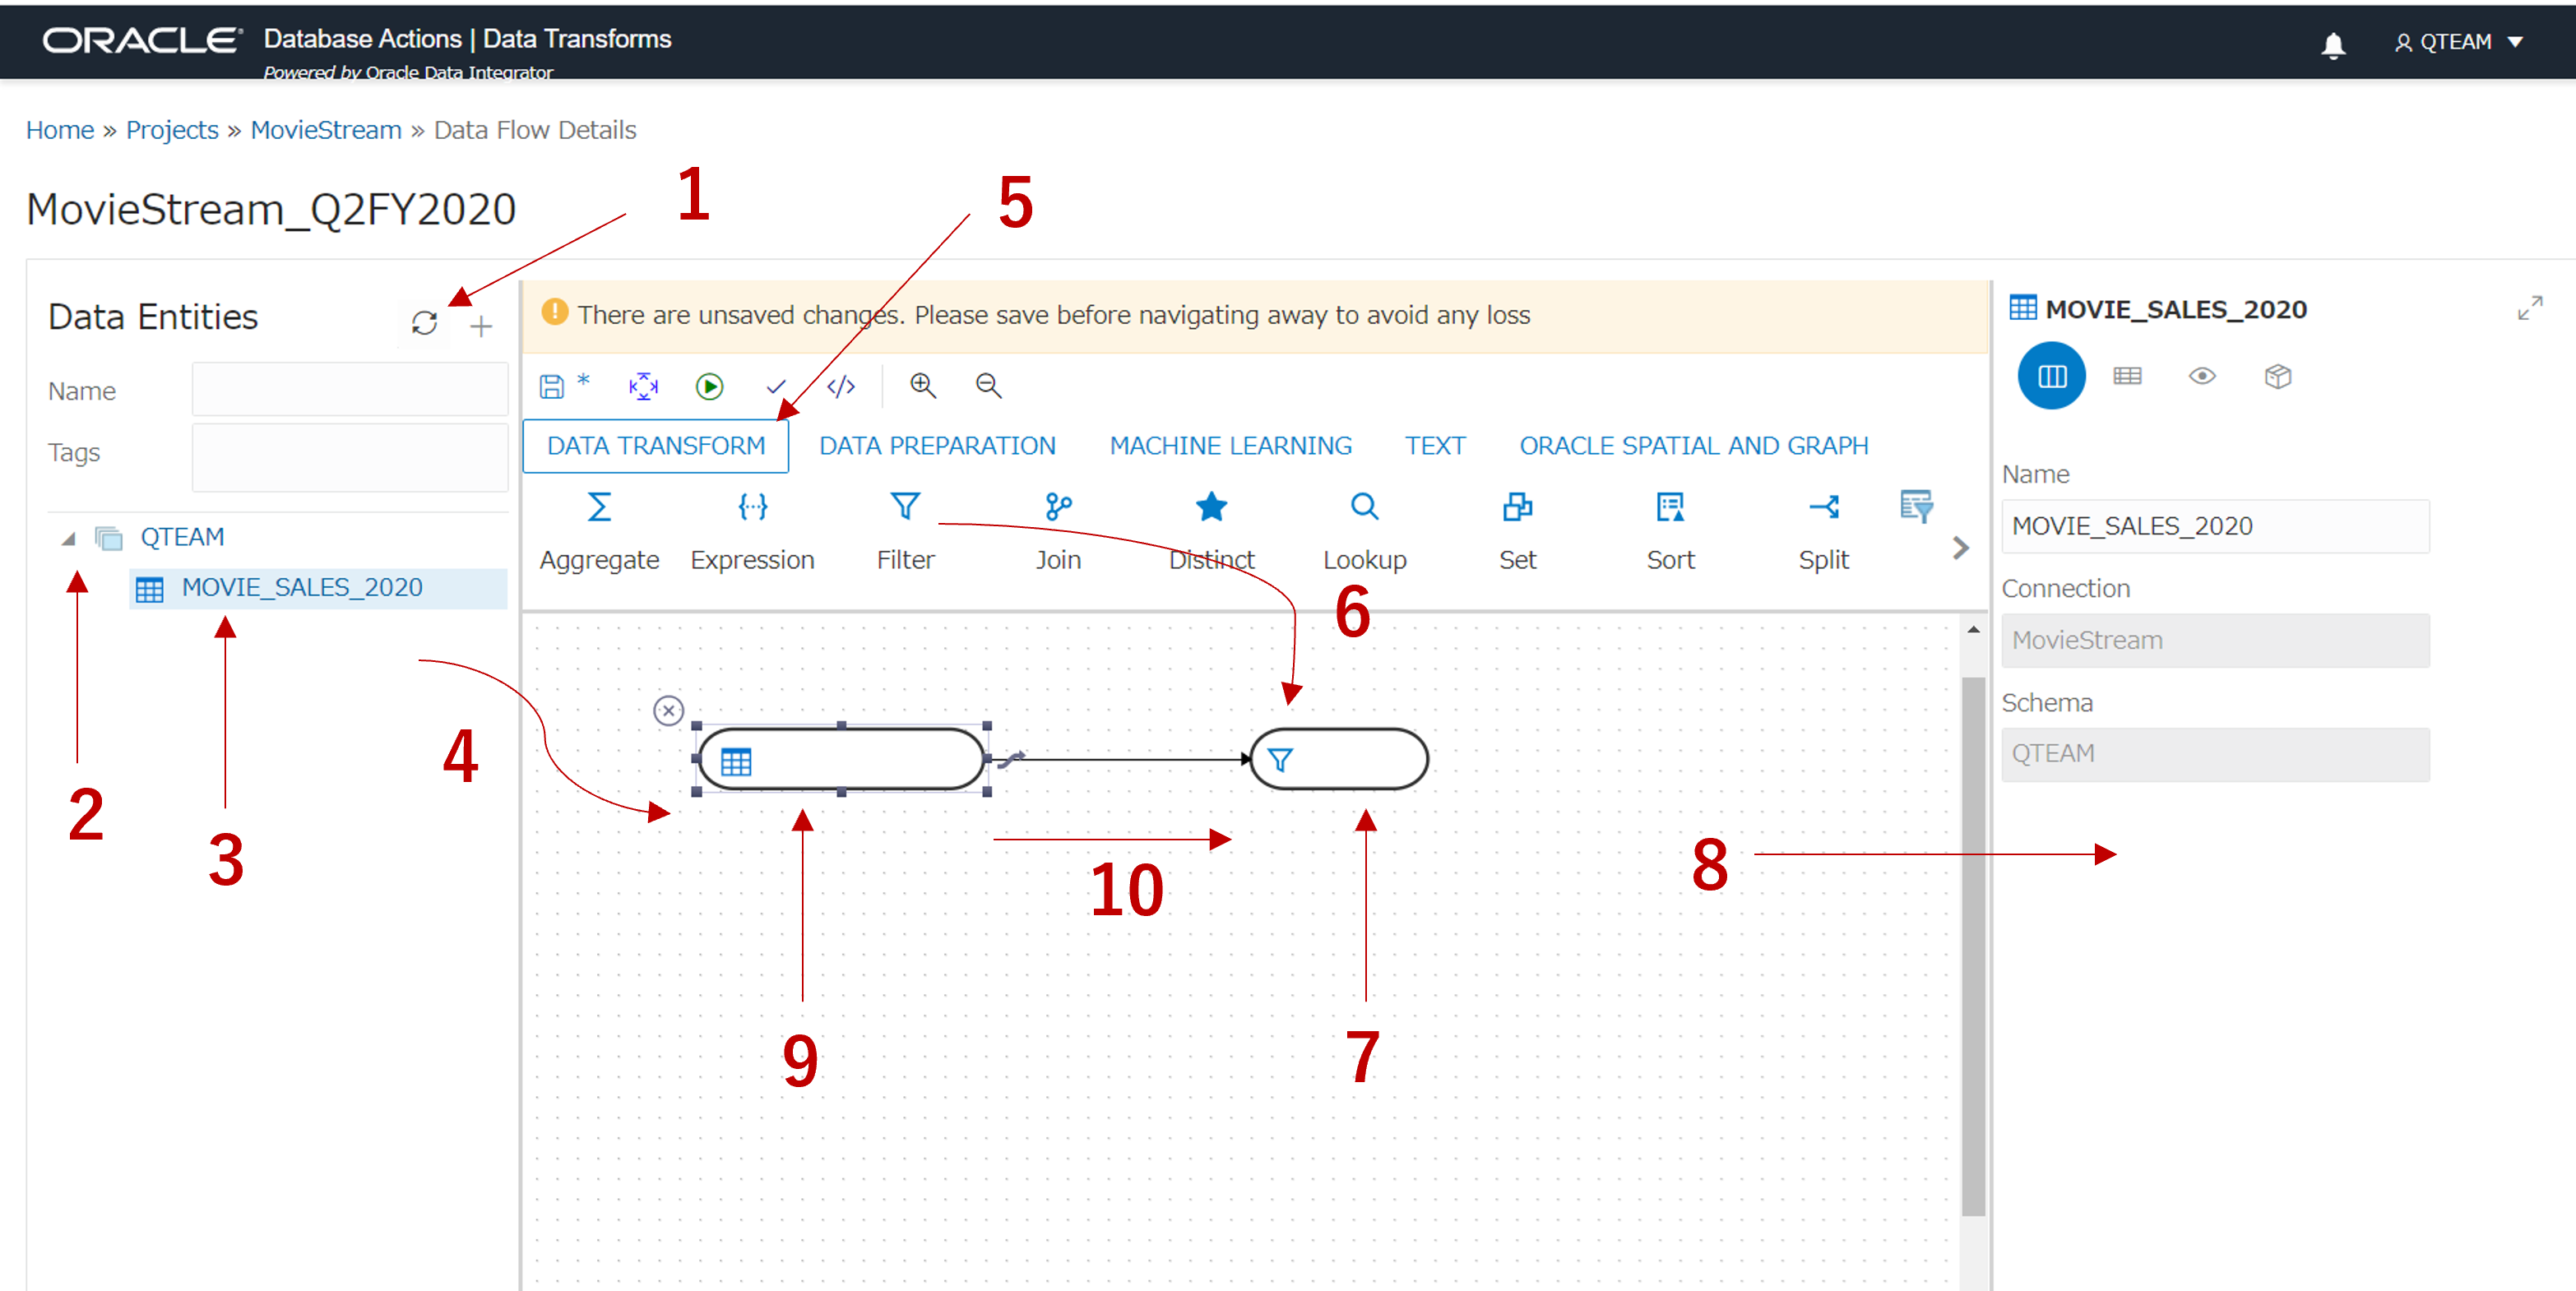 ORACLE Database Actions | Data Transforms
Powered by Oracle Data Integrator
QTEAM
Home » Projects » MovieStream » Data Flow Details
MovieStream_Q2FY2020
1
5
Data Entities
There are unsaved changes. Please save before navigating away to avoid any loss
MOVIE_SALES_2020
Name
Tags
DATA TRANSFORM DATA PREPARATION MACHINE LEARNING TEXT ORACLE SPATIAL AND GRAPH
Aggregate Expression Filter Join Distinct Lookup Set Sort Split
QTEAM
MOVIE_SALES_2020
Name
MOVIE_SALES_2020
Connection
MovieStream
Schema
QTEAM
2
3
4
6
9
10
7
8